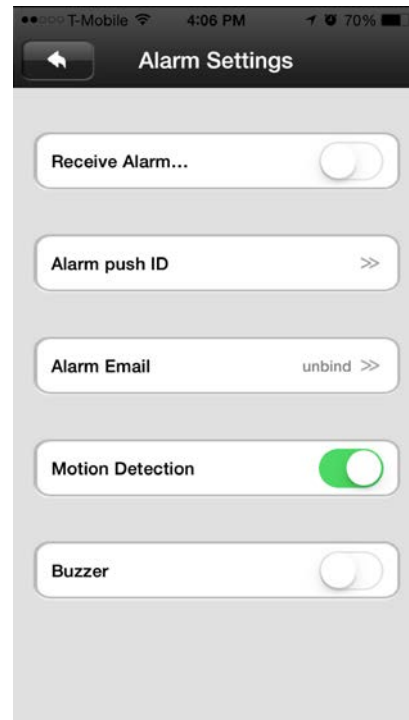 T-Mobile 4:06 PM 70%
Alarm Settings
Receive Alarm...
Alarm push ID >>
Alarm Email unbind >>
Motion Detection
Buzzer